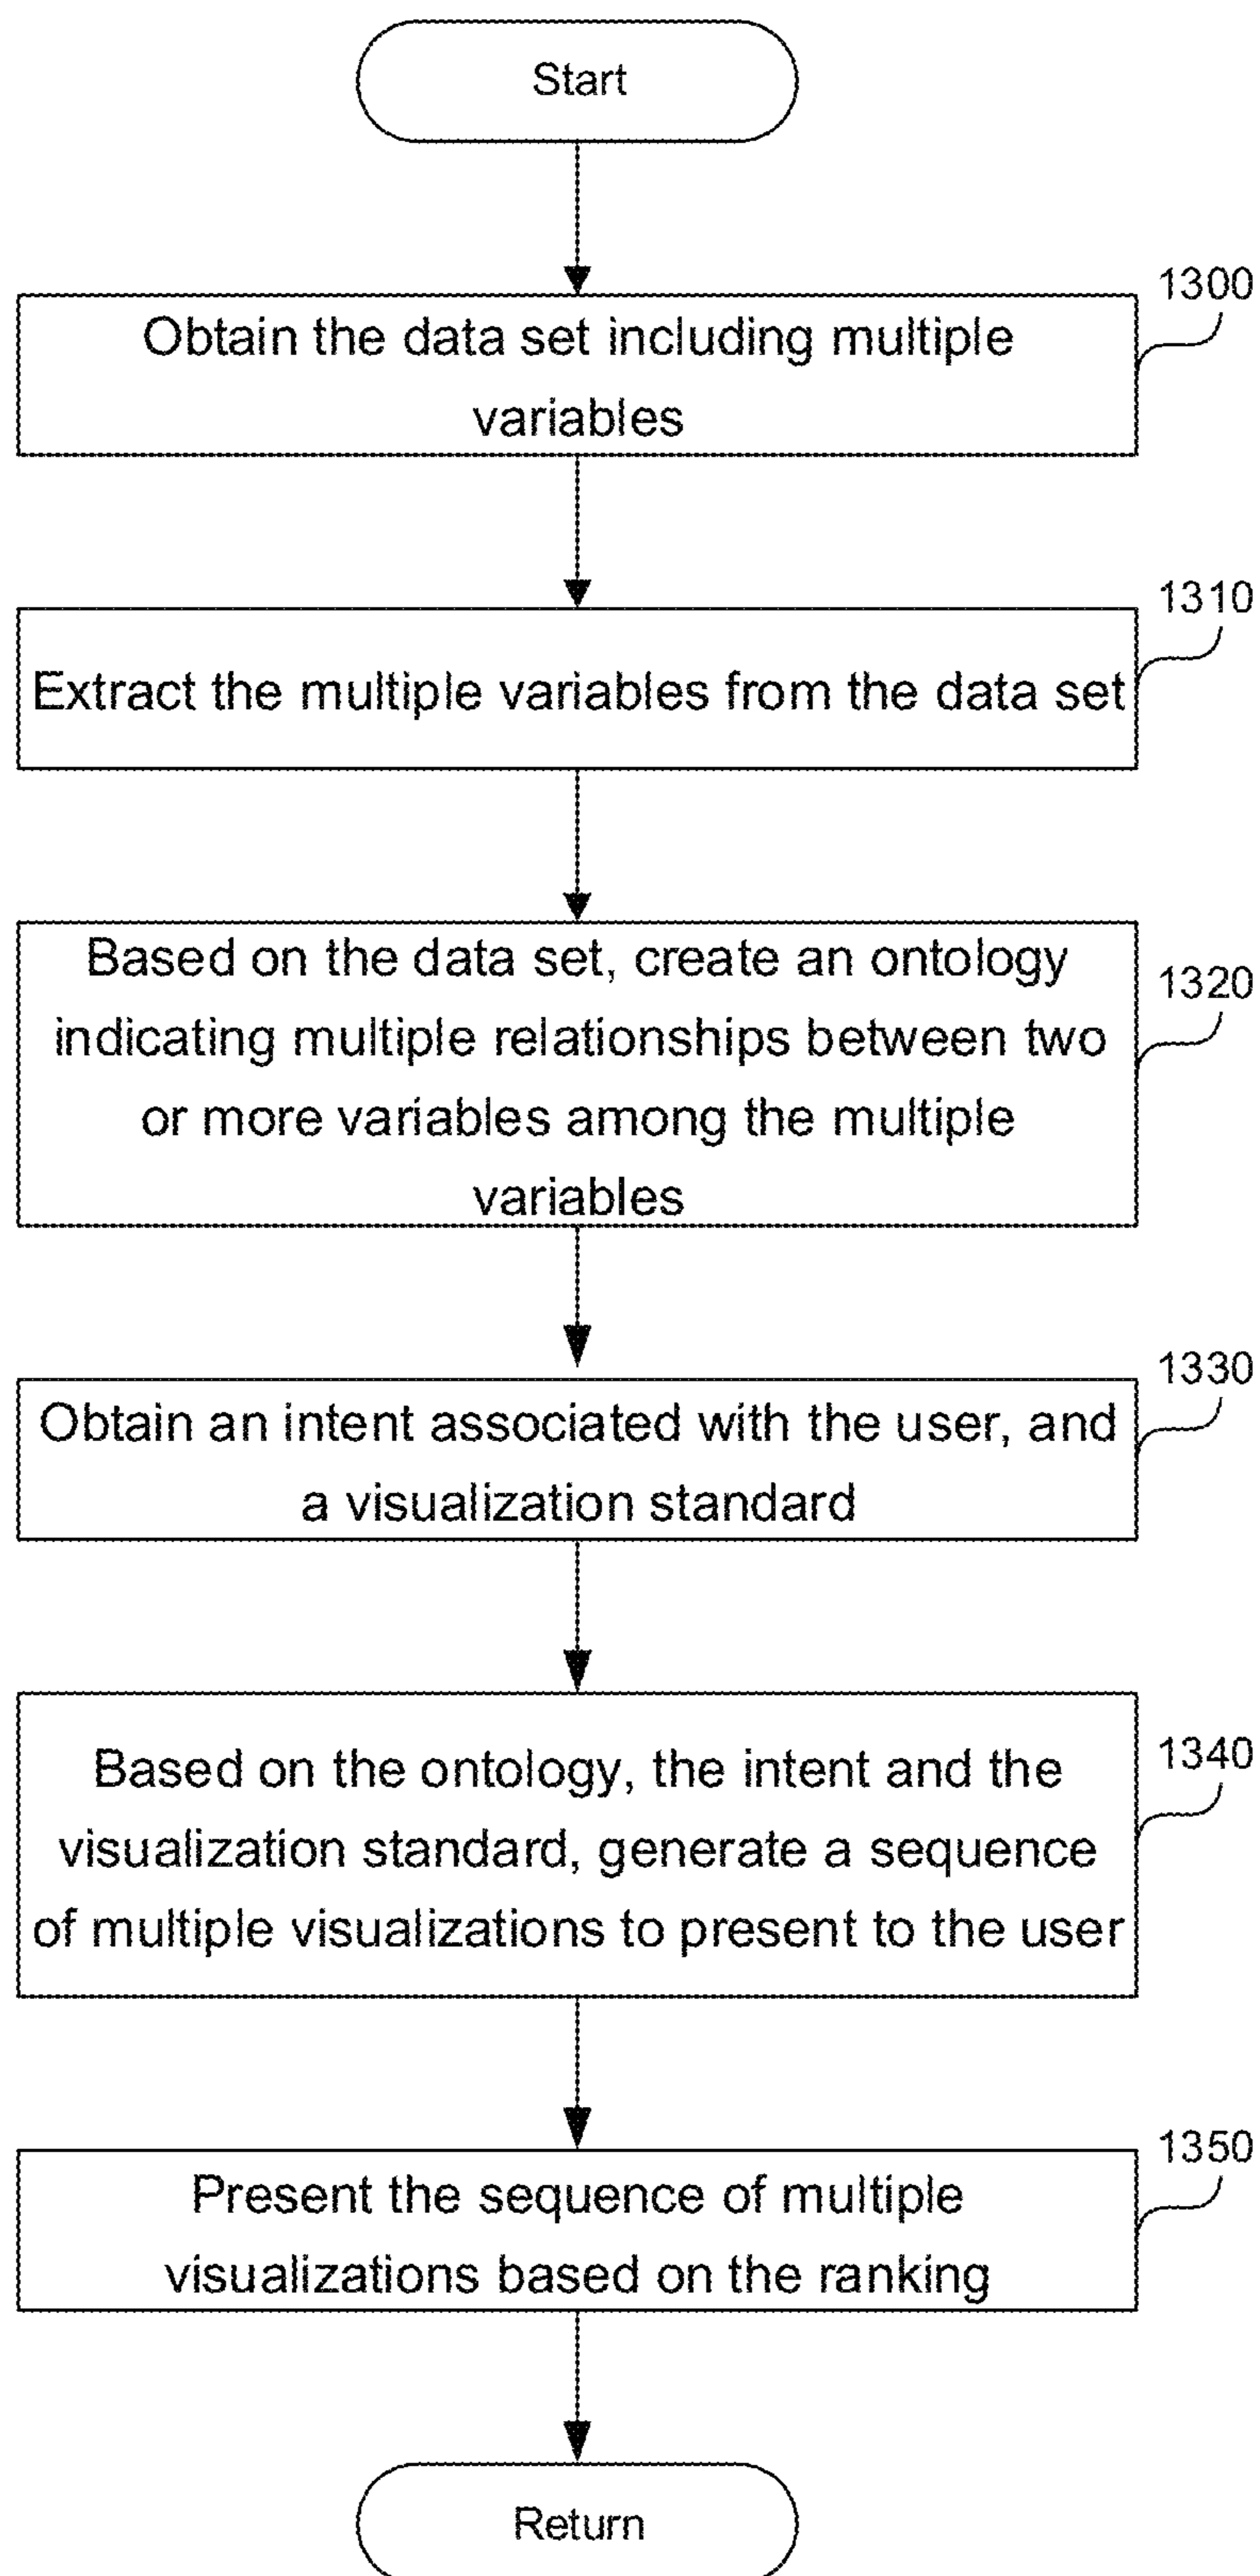 Start
1300
Obtain the data set including multiple
variables
1310
Extract the multiple variables from the data set
Based on the data set, create an ontology
1320
indicating multiple relationships between two
or more variables among the multiple
variables
1330
Obtain an intent associated with the user, and
a visualization standard
1340
Based on the ontology, the intent and the
visualization standard, generate a sequence
of multiple visualizations to present to the user
1350
Present the sequence of multiple
visualizations based on the ranking
Return